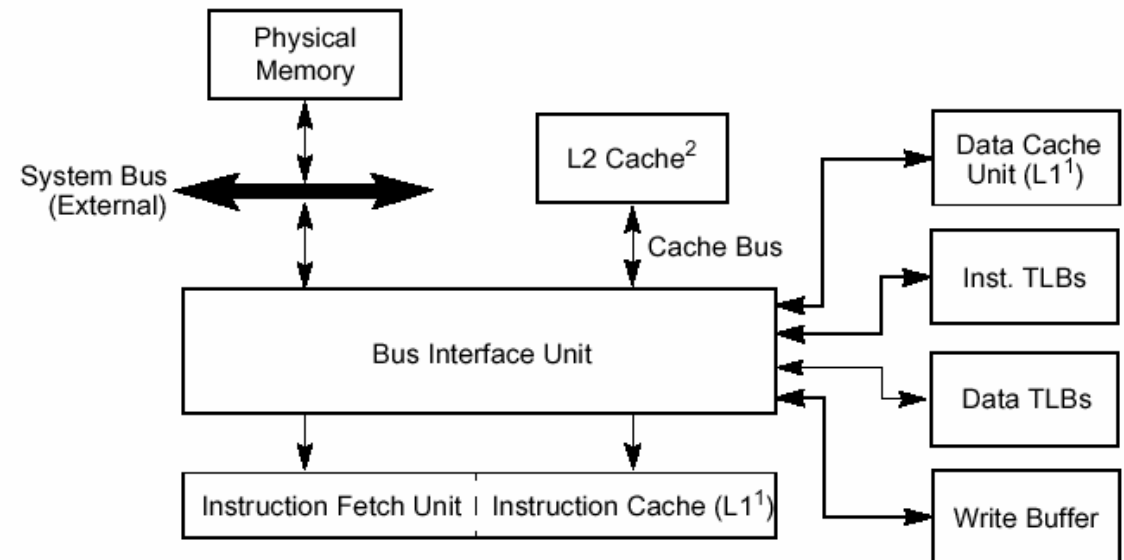 Physical
Memory
L2 Cache²
Data Cache
Unit (L1¹)
System Bus
(External)
Cache Bus
Inst. TLBs
Bus Interface Unit
Data TLBs
Instruction Fetch Unit
Instruction Cache (L1¹)
Write Buffer